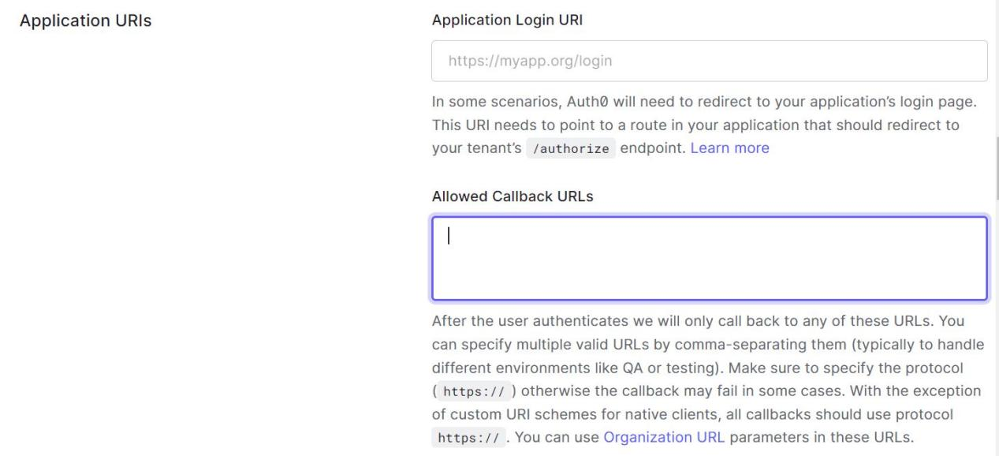 Application URIs
Application Login URI
https://myapp.org/login
In some scenarios, Auth0 will need to redirect to your application’s login page.
This URI needs to point to a route in your application that should redirect to
your tenant’s /authorize endpoint. Learn more
Allowed Callback URLs
After the user authenticates we will only call back to any of these URLs. You
can specify multiple valid URLs by comma-separating them (typically to handle
different environments like QA or testing). Make sure to specify the protocol
( https:// ) otherwise the callback may fail in some cases. With the exception
of custom URI schemes for native clients, all callbacks should use protocol
https:// . You can use Organization URL parameters in these URLs.